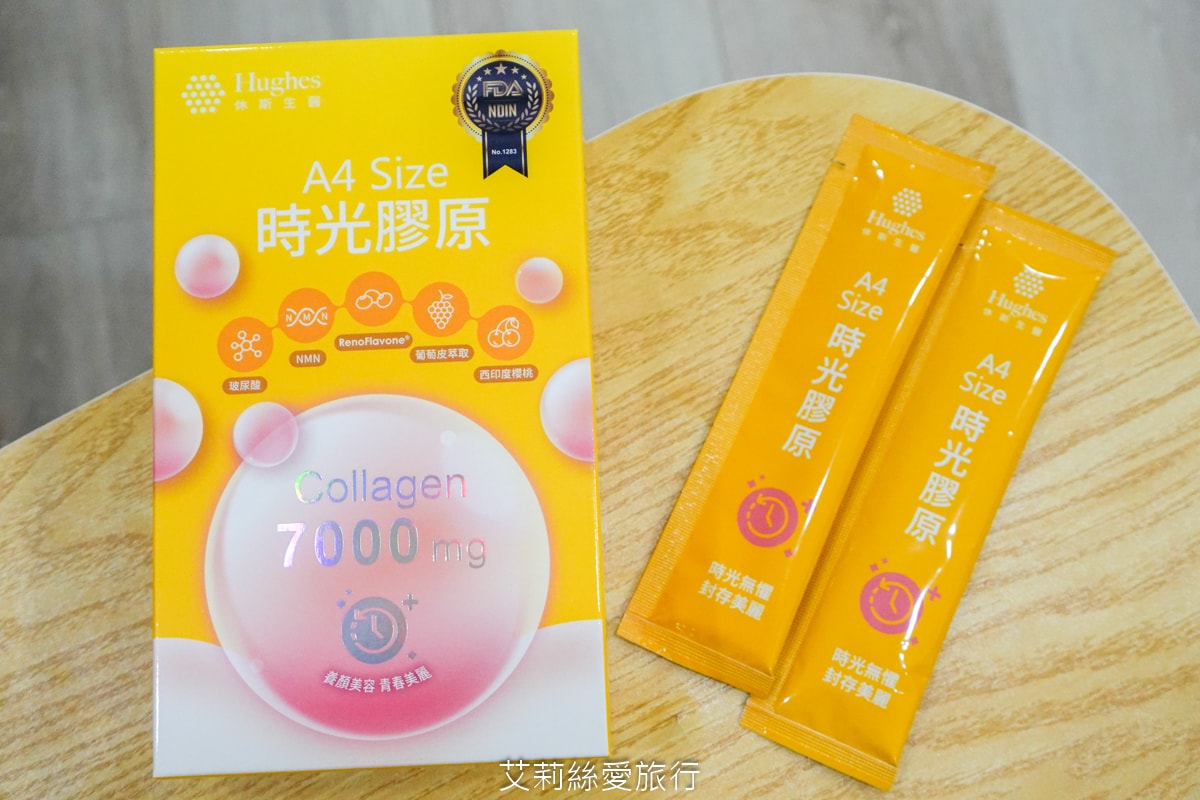 Hughes
休斯生醫
FDA
NDIN
No.1283
A4 Size
時光膠原
玻尿酸
NMN
NMN
RenoFlavone®
葡萄皮萃取
西印度櫻桃
Collagen
7000 mg
養顏美容 青春美麗
Hughes
休斯生醫
A4
Size
時光膠原
時光無懼
封存美麗
Hughes
休斯生醫
A4
Size
時光膠原
時光無懼
封存美麗
艾莉絲愛旅行